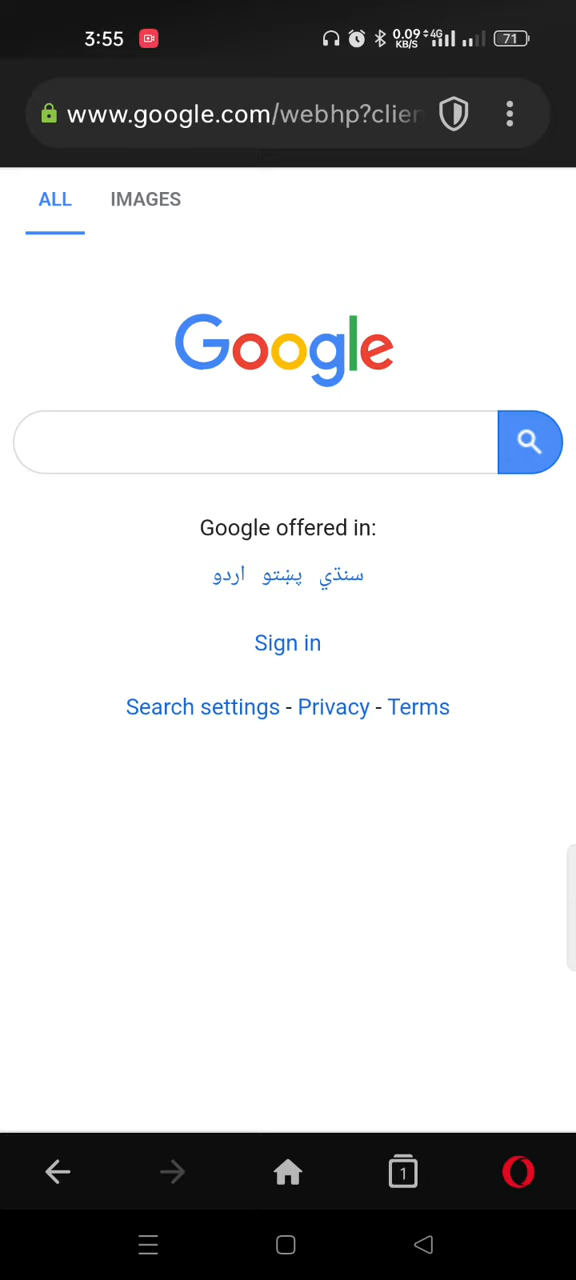 3:55 0.09 KB/S 4G 71
www.google.com/webhp?clien
ALL IMAGES
Google
Google offered in:
اردو پښتو سنڌي
Sign in
Search settings - Privacy - Terms
1